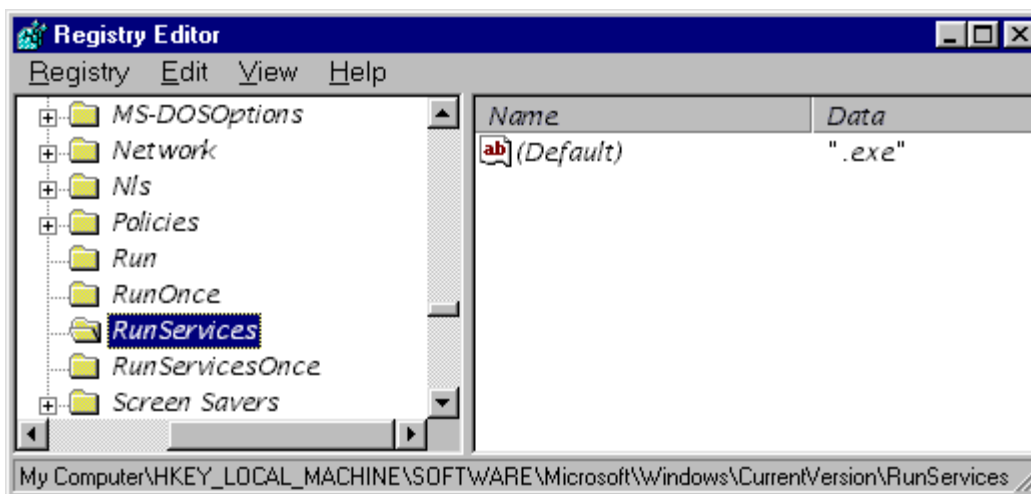 Registry Editor
Registry Edit View Help
MS-DOSOptions
Network
Nls
Policies
Run
RunOnce
RunServices
RunServicesOnce
Screen Savers
Name Data
ab (Default) ".exe"
My Computer\HKEY_LOCAL_MACHINE\SOFTWARE\Microsoft\Windows\CurrentVersion\RunServices